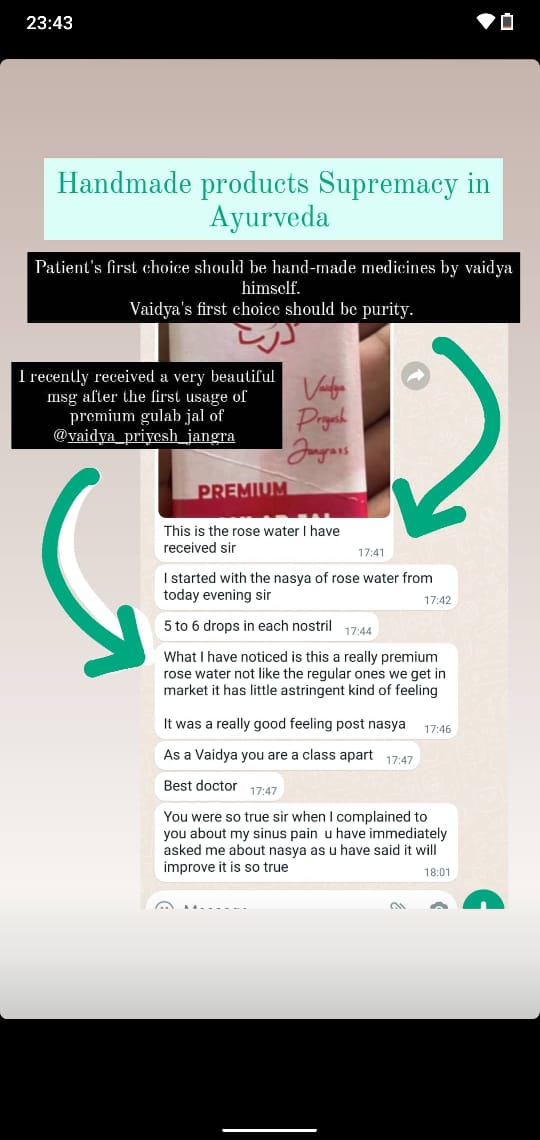 23:43
Handmade products Supremacy in
Ayurveda
Patient's first choice should be hand-made medicines by vaidya
himself.
Vaidya's first choice should be purity.
I recently received a very beautiful
msg after the first usage of
premium gulab jal of
@vaidya_priyesh_jangra
Vaidya
Priyesh
Jangra's
PREMIUM
This is the rose water I have
received sir
17:41
I started with the nasya of rose water from
today evening sir
17:42
5 to 6 drops in each nostril 17:44
What I have noticed is this a really premium
rose water not like the regular ones we get in
market it has little astringent kind of feeling
It was a really good feeling post nasya 17:46
As a Vaidya you are a class apart 17:47
Best doctor 17:47
You were so true sir when I complained to
you about my sinus pain u have immediately
asked me about nasya as u have said it will
improve it is so true
18:01